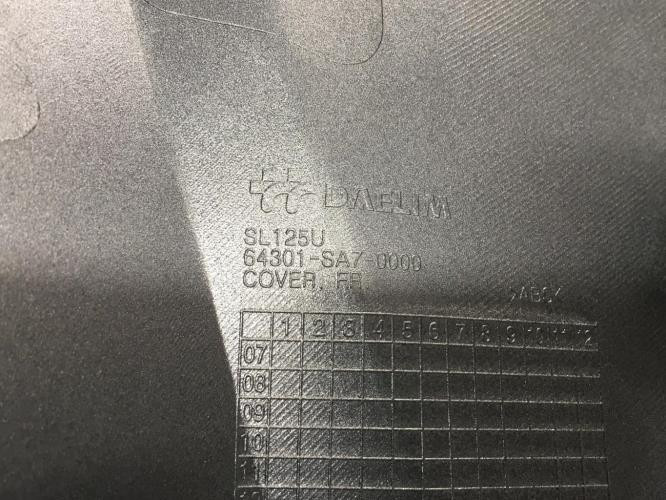 DAELIM
SL125U
64301-SA7-0000
COVER, FR
>ABS<
1 2 3 4 5 6 7 8 9 10 11 12
07
08
09
10
11